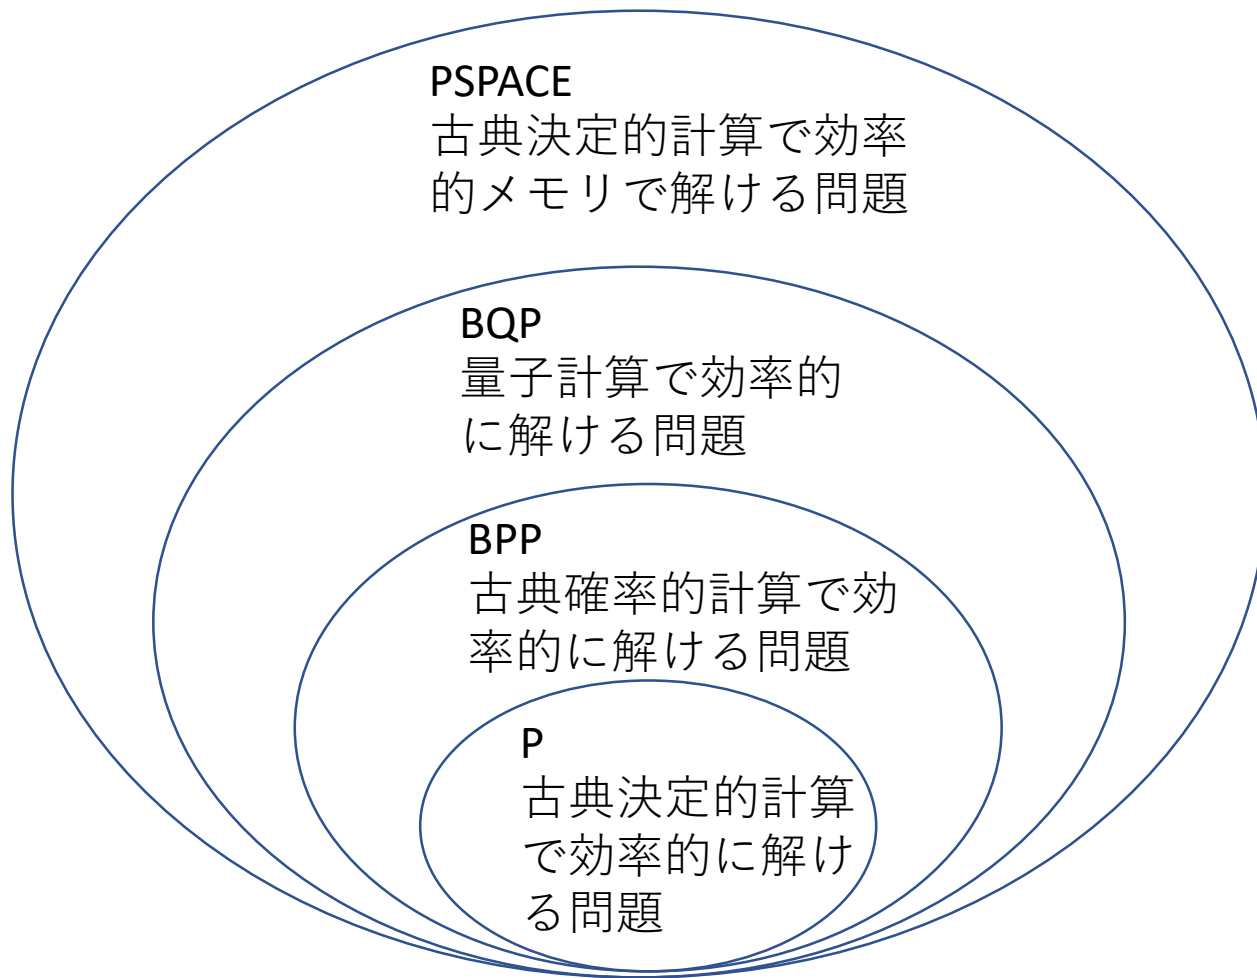 PSPACE
古典決定的計算で効率
的メモリで解ける問題
BQP
量子計算で効率的
に解ける問題
BPP
古典確率的計算で効
率的に解ける問題
P
古典決定的計算
で効率的に解け
る問題